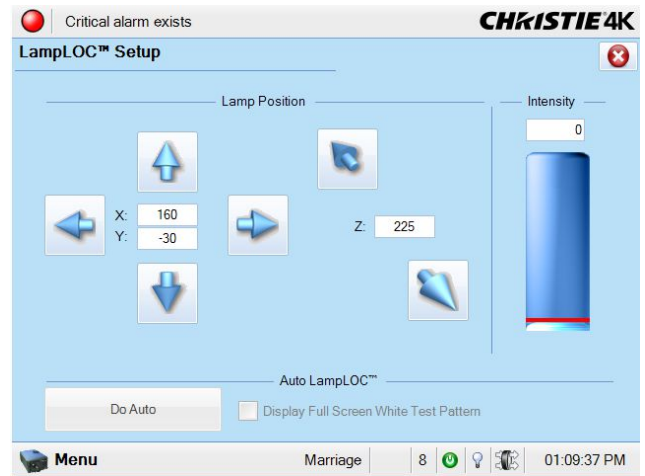 Critical alarm exists
CHRISTIE 4K
LampLOC™ Setup
Lamp Position
Intensity
0
X: 160
Y: -30
Z: 225
Auto LampLOC™
Do Auto
Display Full Screen White Test Pattern
Menu
Marriage
8
01:09:37 PM